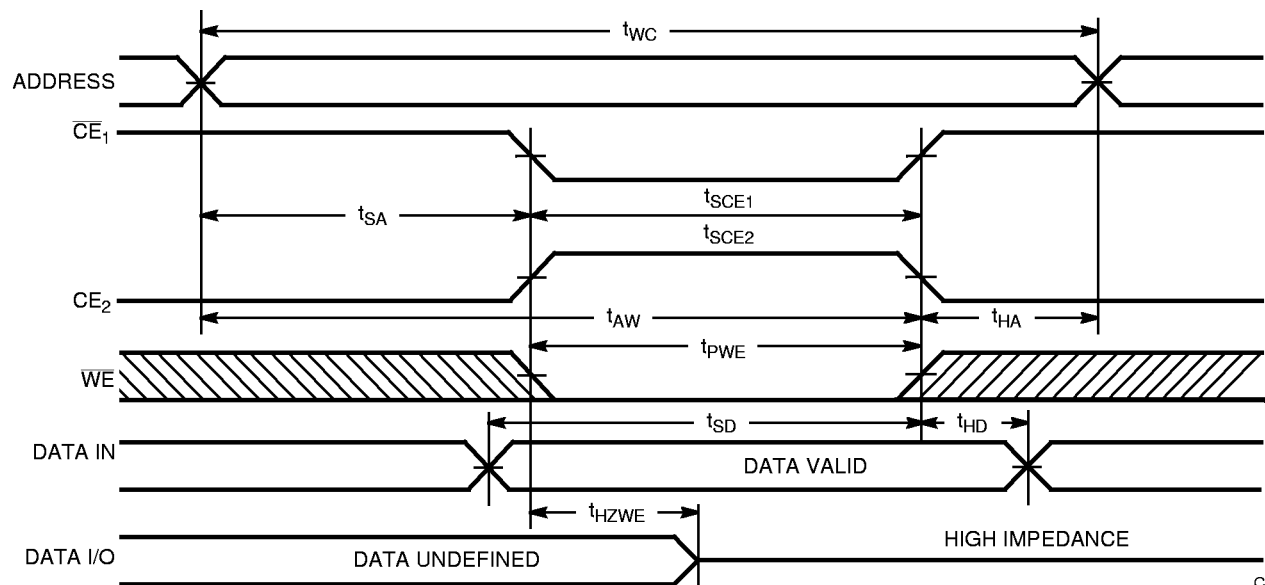 tWC
ADDRESS
CE1
tSCE1
tSA
tSCE2
CE2
tAW
tHA
tPWE
WE
tSD
tHD
DATA IN
DATA VALID
tHZWE
HIGH IMPEDANCE
DATA I/O
DATA UNDEFINED
C